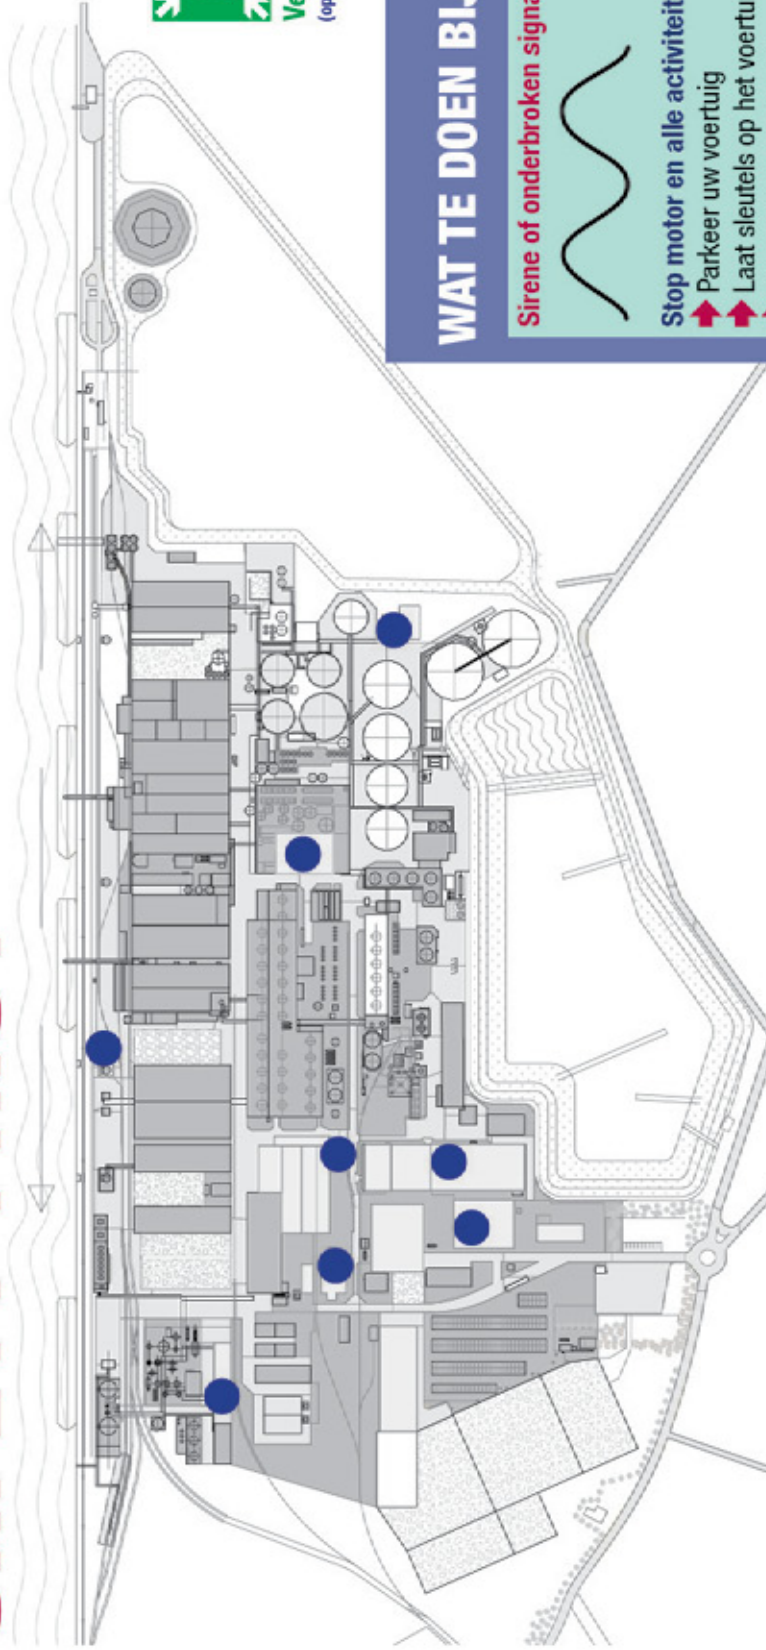 WAT TE DOEN BIJ
Sirene of onderbroken signa
Stop motor en alle activiteit
Parkeer uw voertuig
Laat sleutels op het voertu